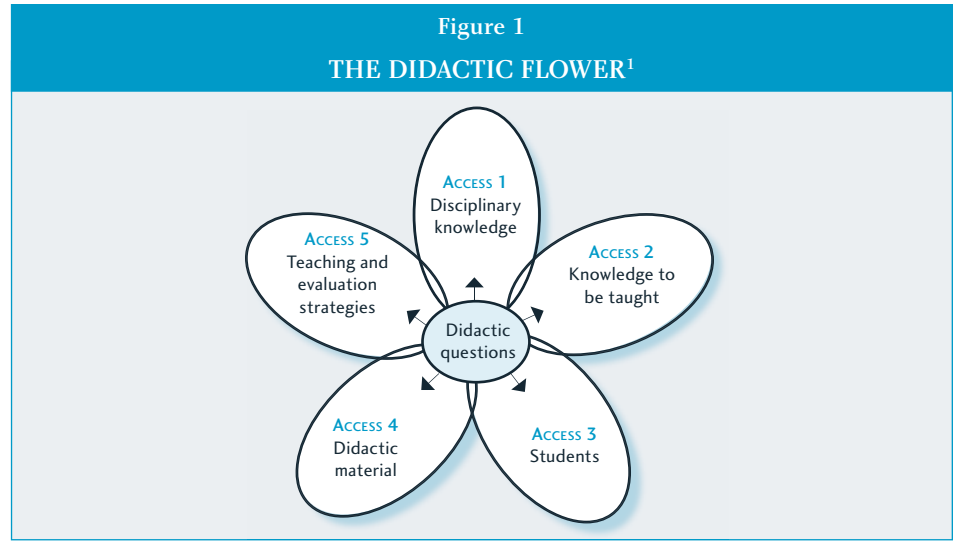 Figure 1
THE DIDACTIC FLOWER¹
ACCESS 1
Disciplinary
knowledge
ACCESS 2
Knowledge to
be taught
ACCESS 3
Students
ACCESS 4
Didactic
material
ACCESS 5
Teaching and
evaluation
strategies
Didactic
questions